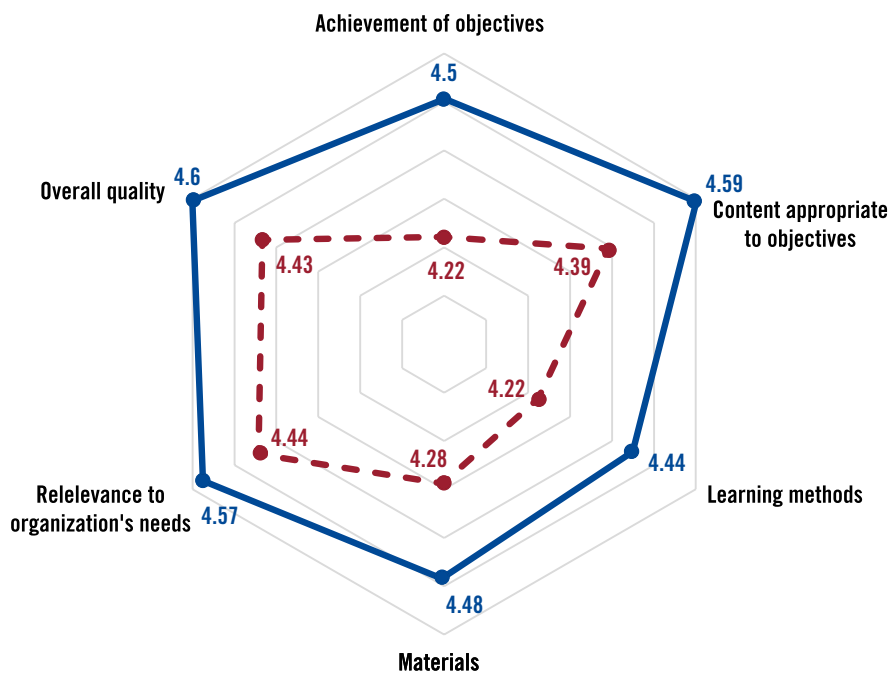 Achievement of objectives
4.5
4.6
Overall quality
4.59
Content appropriate
to objectives
4.43
4.22
4.39
4.22
4.44
4.28
4.44
Relelevance to
organization's needs
4.57
Learning methods
4.48
Materials